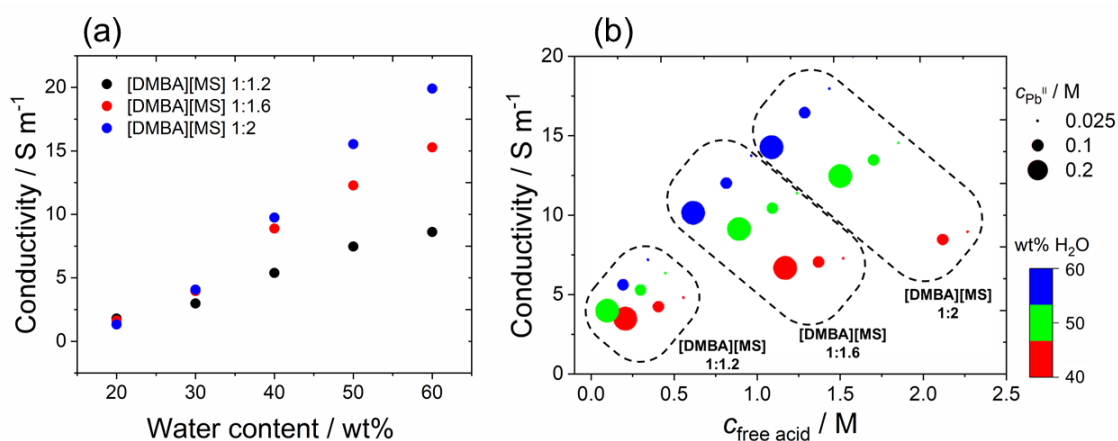 (a)
Conductivity / S m⁻¹
20
15
10
5
0
[DMBA][MS] 1:1.2
[DMBA][MS] 1:1.6
[DMBA][MS] 1:2
20 30 40 50 60
Water content / wt%
(b)
Conductivity / S m⁻¹
20
15
10
5
0
[DMBA][MS]
1:1.2
[DMBA][MS]
1:1.6
[DMBA][MS]
1:2
0.0 0.5 1.0 1.5 2.0 2.5
c free acid / M
c Pb^II / M
0.025
0.1
0.2
wt% H₂O
60
50
40